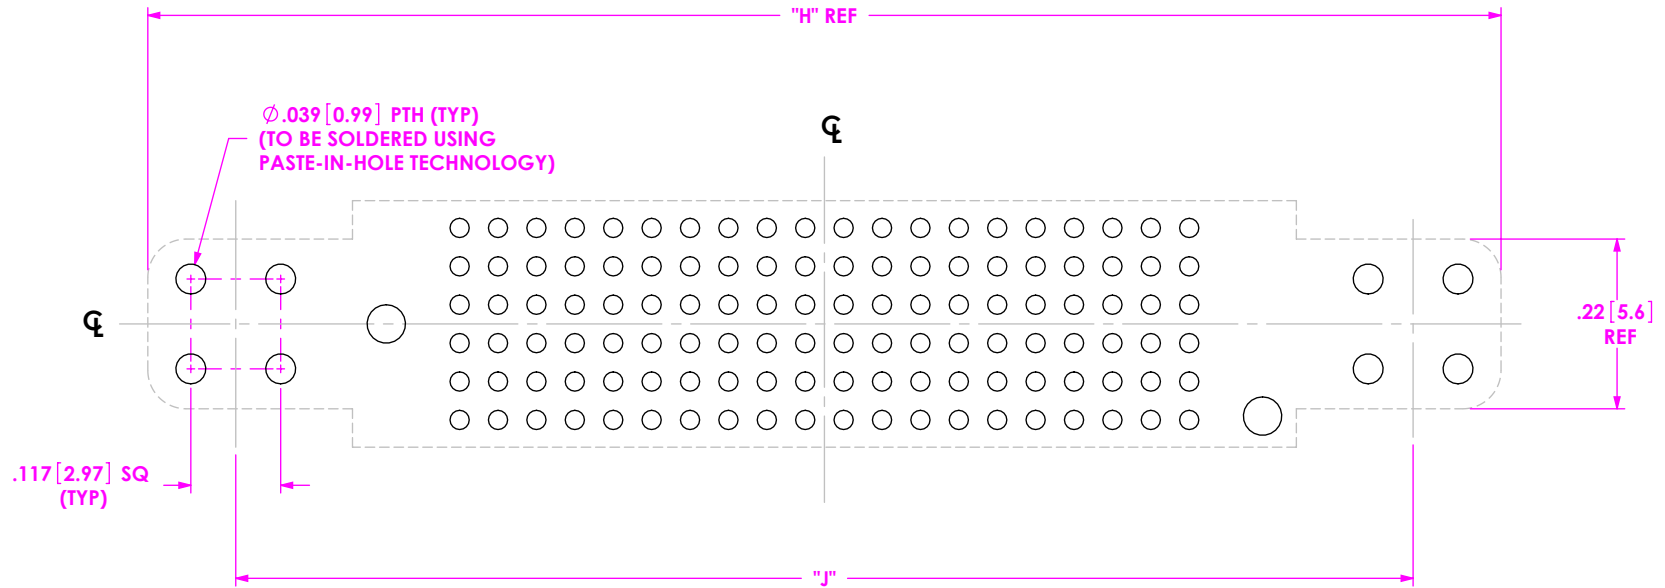 "H" REF
Ø.039[0.99] PTH (TYP)
(TO BE SOLDERED USING
PASTE-IN-HOLE TECHNOLOGY)
℄
℄
.22[5.6]
REF
.117[2.97] SQ
(TYP)
"J"